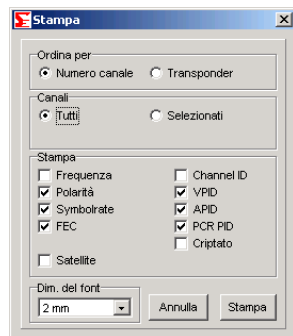 Stampa
Ordina per
Numero canale Transponder
Canali
Tutti Selezionati
Stampa
Frequenza Channel ID
Polarità VPID
Symbolrate APID
FEC PCR PID
Criptato
Satellite
Dim. del font
2 mm Annulla Stampa